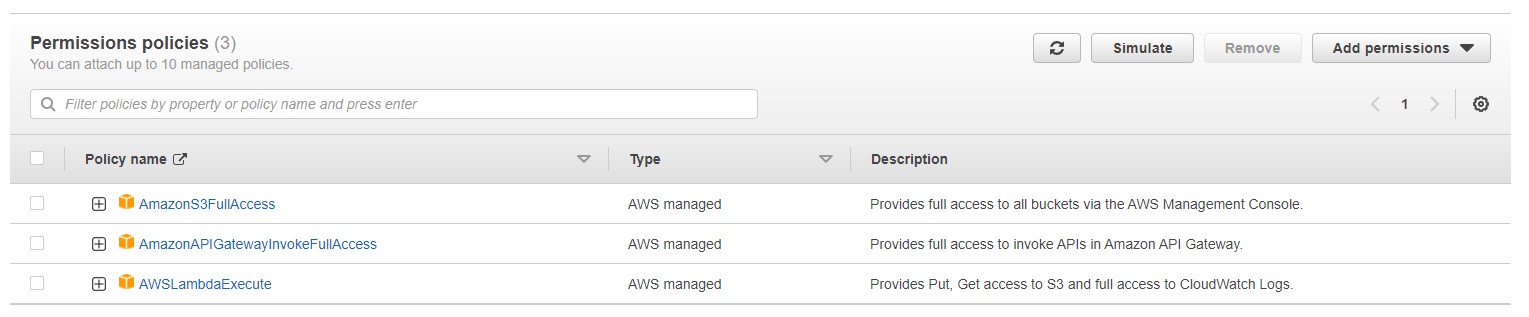 Permissions policies (3)
You can attach up to 10 managed policies.
Simulate
Remove
Add permissions
Filter policies by property or policy name and press enter
1
Policy name Type Description
AmazonS3FullAccess AWS managed Provides full access to all buckets via the AWS Management Console.
AmazonAPIGatewayInvokeFullAccess AWS managed Provides full access to invoke APIs in Amazon API Gateway.
AWSLambdaExecute AWS managed Provides Put, Get access to S3 and full access to CloudWatch Logs.